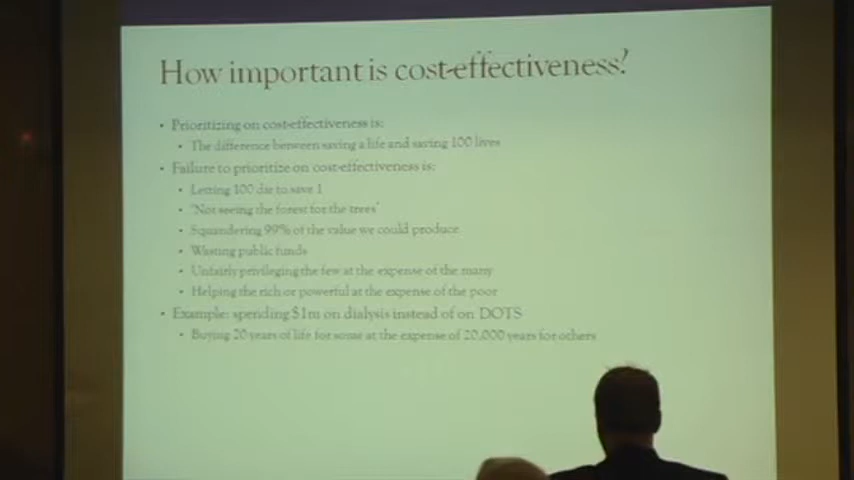 How important is cost-effectiveness?
• Prioritizing on cost-effectiveness is:
• The difference between saving a life and saving 100 lives
• Failure to prioritize on cost-effectiveness is:
• Letting 100 die to save 1
• "Not seeing the forest for the trees"
• Squandering 99% of the value we could produce
• Wasting public funds
• Unfairly privileging the few at the expense of the many
• Helping the rich or powerful at the expense of the poor
• Example: spending $1m on dialysis instead of on DOTS
• Buying 20 years of life for some at the expense of 20,000 years for others